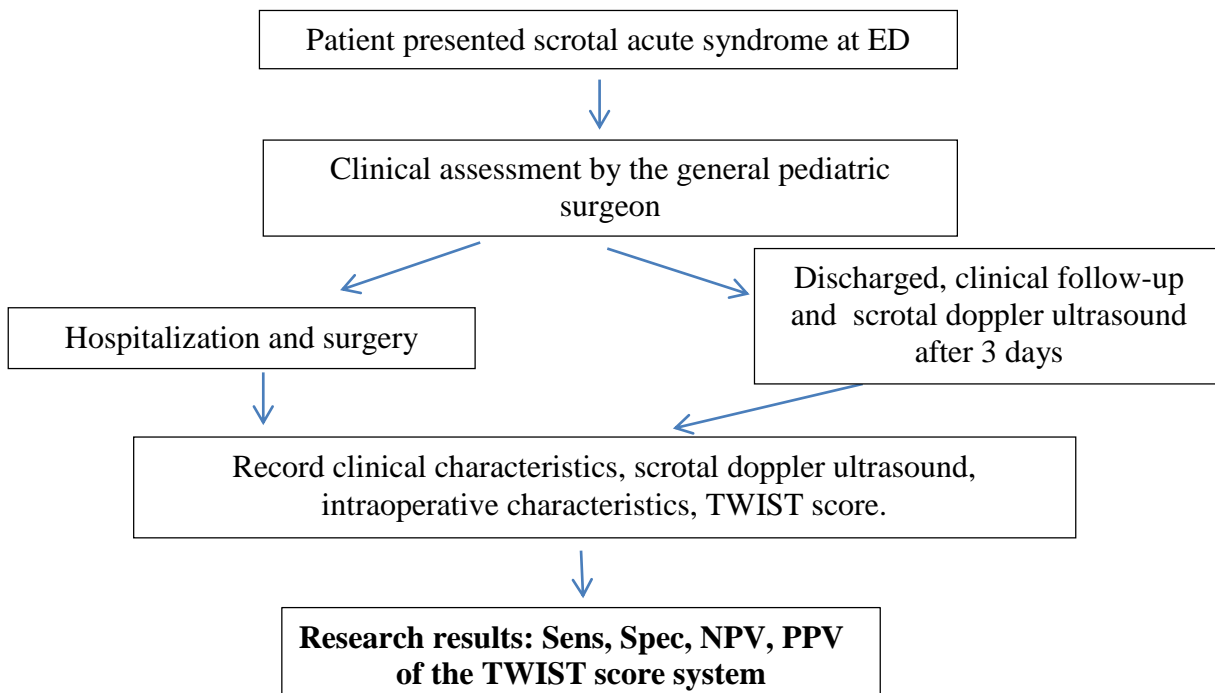 Patient presented scrotal acute syndrome at ED
Clinical assessment by the general pediatric
surgeon
Hospitalization and surgery
Discharged, clinical follow-up
and scrotal doppler ultrasound
after 3 days
Record clinical characteristics, scrotal doppler ultrasound,
intraoperative characteristics, TWIST score.
Research results: Sens, Spec, NPV, PPV
of the TWIST score system